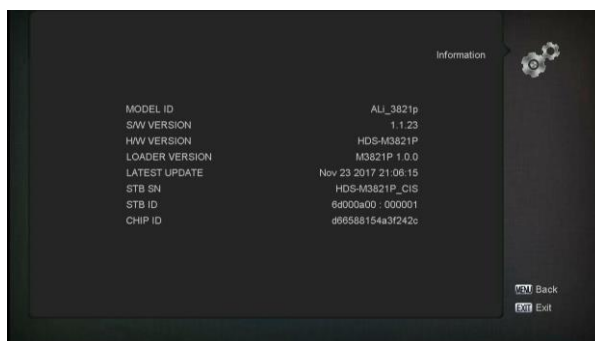 Information
MODEL ID ALi_3821p
S/W VERSION 1.1.23
H/W VERSION HDS-M3821P
LOADER VERSION M3821P 1.0.0
LATEST UPDATE Nov 23 2017 21:06:15
STB SN HDS-M3821P_CIS
STB ID 6d000a00 : 000001
CHIP ID d66588154a3f242c
MENU Back
EXIT Exit